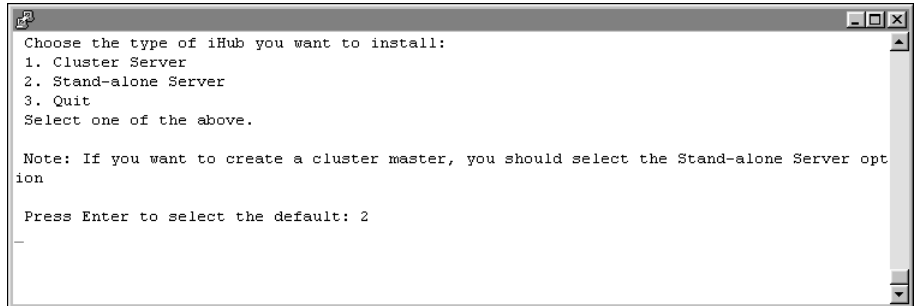 Choose the type of iHub you want to install:
1. Cluster Server
2. Stand-alone Server
3. Quit
Select one of the above.
Note: If you want to create a cluster master, you should select the Stand-alone Server opt
ion
Press Enter to select the default: 2
_